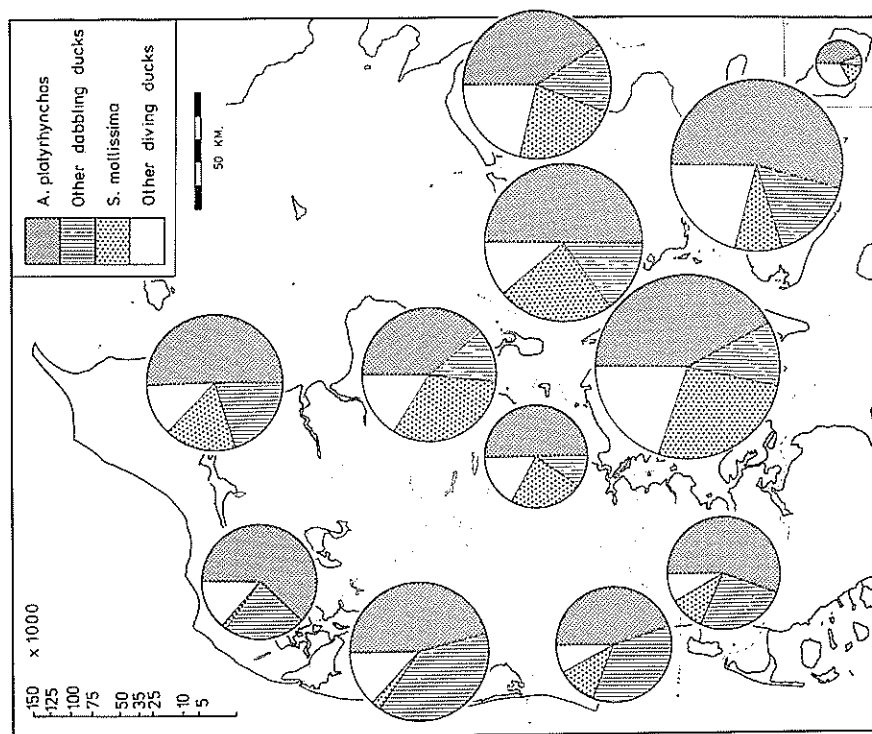 A. platyrhynchos
Other dabbling ducks
S. mollissima
Other diving ducks
50 KM.
x 1000
150
125
100
75
50
35
25
10
5